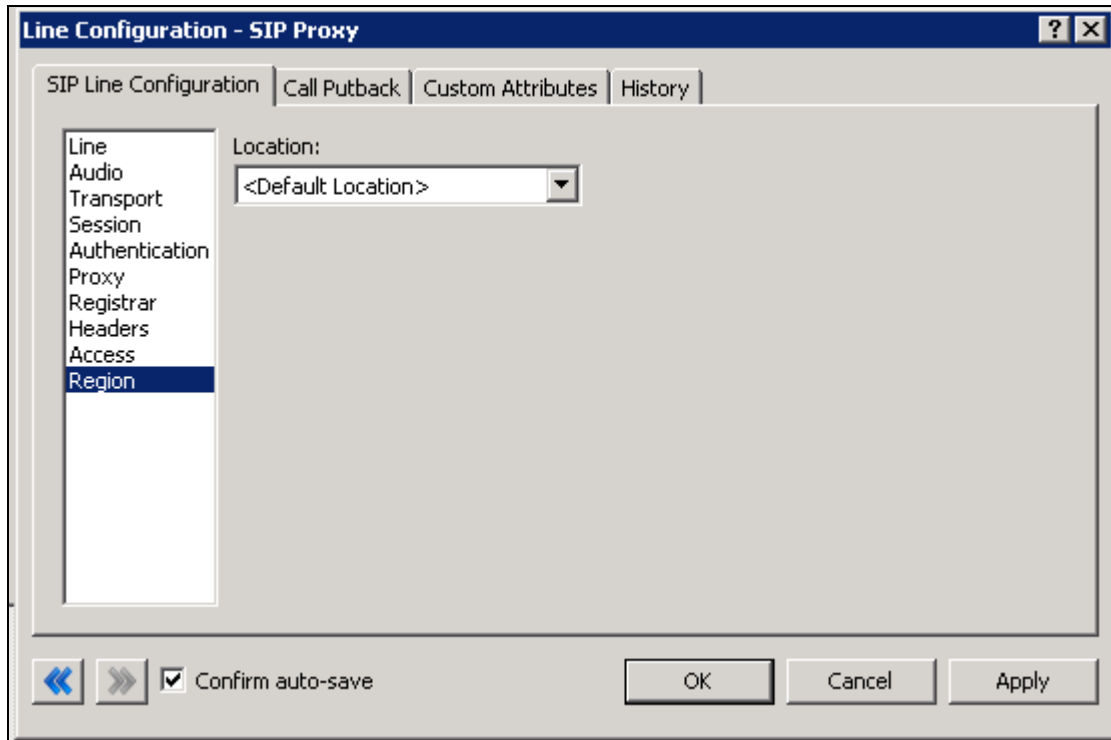 Line Configuration - SIP Proxy
SIP Line Configuration Call Putback Custom Attributes History
Line
Audio
Transport
Session
Authentication
Proxy
Registrar
Headers
Access
Region
Location:
<Default Location>
Confirm auto-save OK Cancel Apply